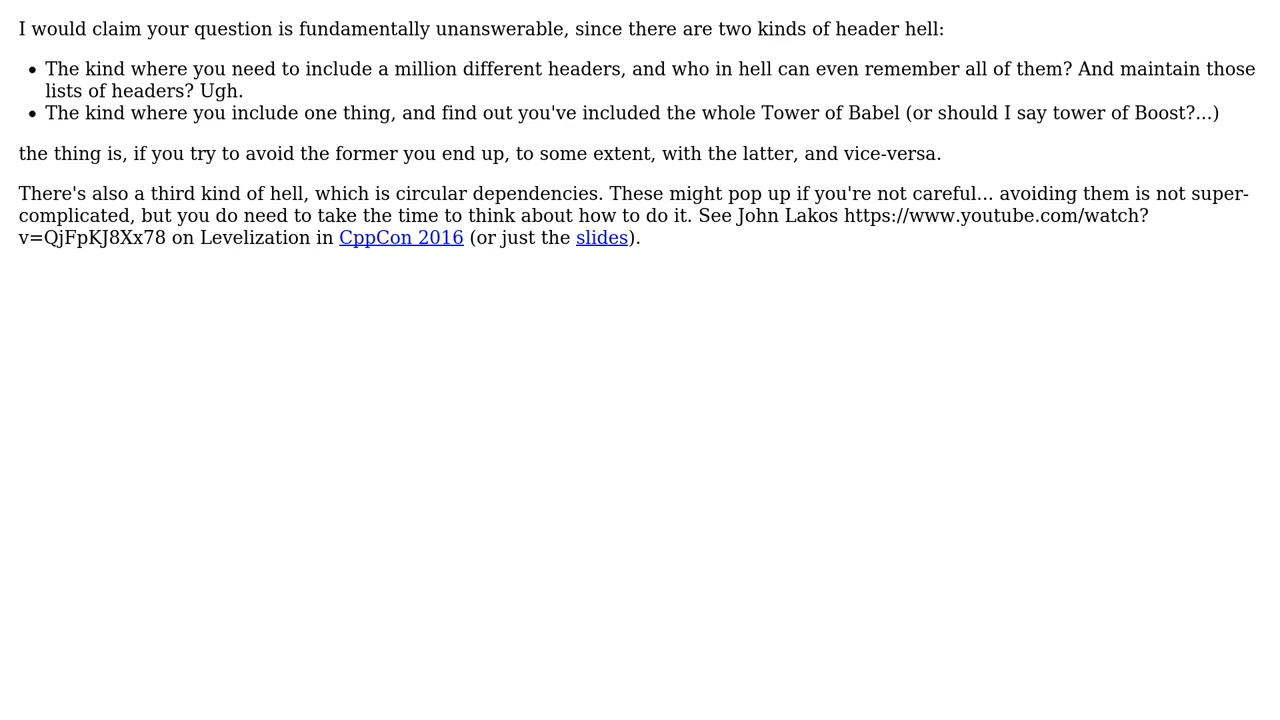 I would claim your question is fundamentally unanswerable, since there are two kinds of header hell:
• The kind where you need to include a million different headers, and who in hell can even remember all of them? And maintain those
lists of headers? Ugh.
• The kind where you include one thing, and find out you've included the whole Tower of Babel (or should I say tower of Boost?...)
the thing is, if you try to avoid the former you end up, to some extent, with the latter, and vice-versa.
There's also a third kind of hell, which is circular dependencies. These might pop up if you're not careful... avoiding them is not super-
complicated, but you do need to take the time to think about how to do it. See John Lakos https://www.youtube.com/watch?
v=QjFpKJ8Xx78 on Levelization in CppCon 2016 (or just the slides).